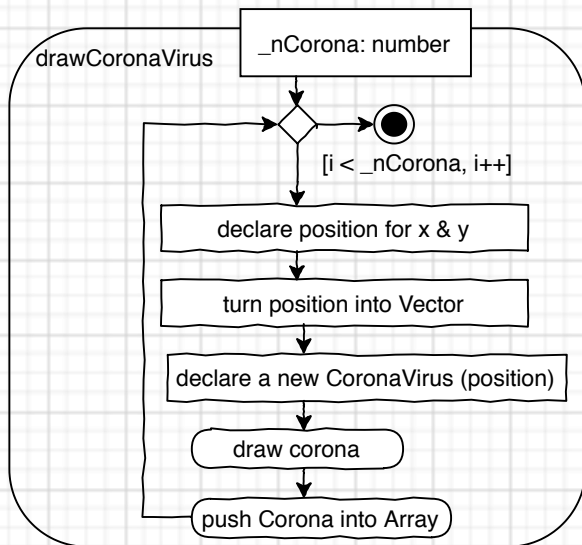 _nCorona: number
drawCoronaVirus
[i < _nCorona, i++]
declare position for x & y
turn position into Vector
declare a new CoronaVirus (position)
draw corona
push Corona into Array